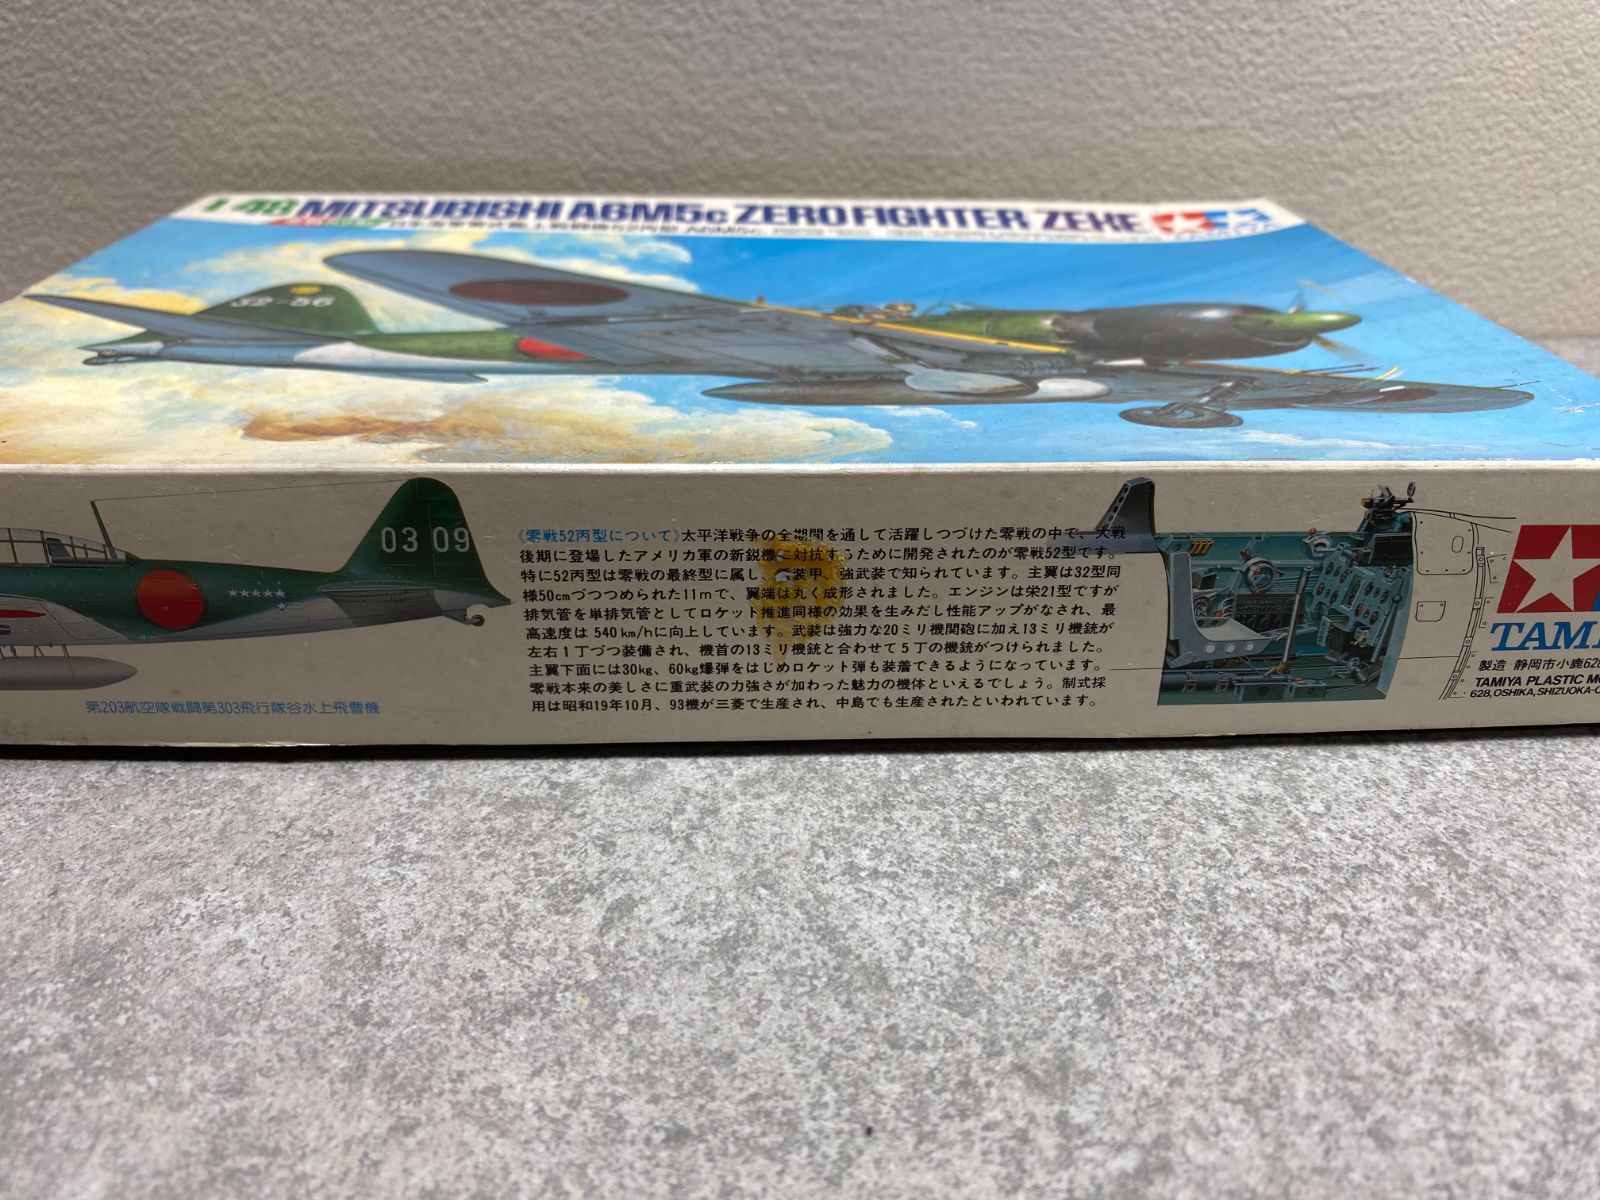 1/48 MITSUBISHI A6M5c ZERO FIGHTER ZEKE
32-56
03 09
第203航空隊戦闘第303飛行隊谷水上飛曹機
《零戦52丙型について》太平洋戦争の全期間を通して活躍しつづけた零戦の中で、大戦
後期に登場したアメリカ軍の新鋭機に対抗するために開発されたのが零戦52型です。
特に52丙型は零戦の最終型に属し、装甲、強武装で知られています。主翼は32型同
様50cmづつつめられた11mで、翼端は丸く成形されました。エンジンは栄21型ですが
排気管を単排気管としてロケット推進同様の効果を生みだし性能アップがなされ、最
高速度は540km/hに向上しています。武装は強力な20ミリ機関砲に加え13ミリ機銃が
左右1丁づつ装備され、機首の13ミリ機銃と合わせて5丁の機銃がつけられました。
主翼下面には30kg、60kg爆弾をはじめロケット弾も装着できるようになっています。
零戦本来の美しさに重武装の力強さが加わった魅力の機体といえるでしょう。制式採
用は昭和19年10月、93機が三菱で生産され、中島でも生産されたといわれています。
TAMI
製造 静岡市小鹿628
TAMIYA PLASTIC MO
628, OSHIKA, SHIZUOKA-C